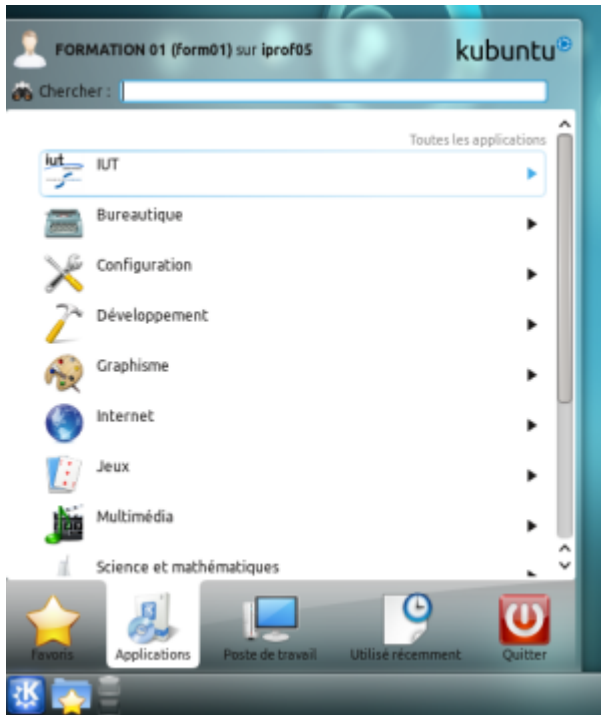 FORMATION 01 (form01) sur iprof05
kubuntu
Chercher :
Toutes les applications
iut
IUT
Bureautique
Configuration
Développement
Graphisme
Internet
Jeux
Multimédia
Science et mathématiques
Favoris
Applications
Poste de travail
Utilisé récemment
Quitter